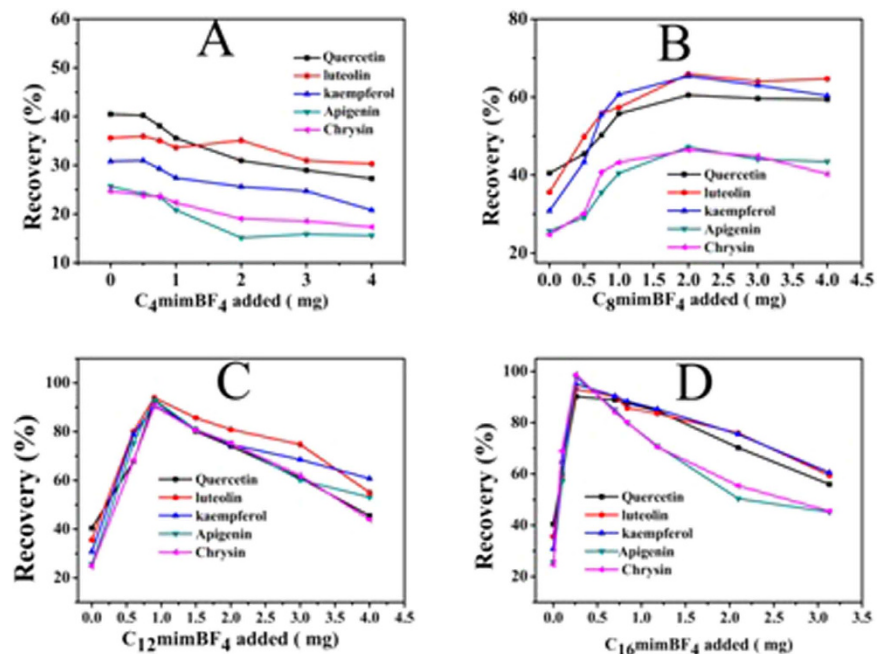 A
Recovery (%)
60
50
40
30
20
10
Quercetin
luteolin
kaempferol
Apigenin
Chrysin
0 1 2 3 4
C₄mimBF₄ added ( mg)
B
Recovery (%)
80
60
40
20
Quercetin
luteolin
kaempferol
Apigenin
Chrysin
0.0 0.5 1.0 1.5 2.0 2.5 3.0 3.5 4.0
C₈mimBF₄ added ( mg)
C
Recovery (%)
100
80
60
40
20
Quercetin
luteolin
kaempferol
Apigenin
Chrysin
0.0 0.5 1.0 1.5 2.0 2.5 3.0 3.5 4.0 4.5
C₁₂mimBF₄ added ( mg)
D
Recovery (%)
100
80
60
40
20
Quercetin
luteolin
kaempferol
Apigenin
Chrysin
0.0 0.5 1.0 1.5 2.0 2.5 3.0 3.5
C₁₆mimBF₄ added ( mg)